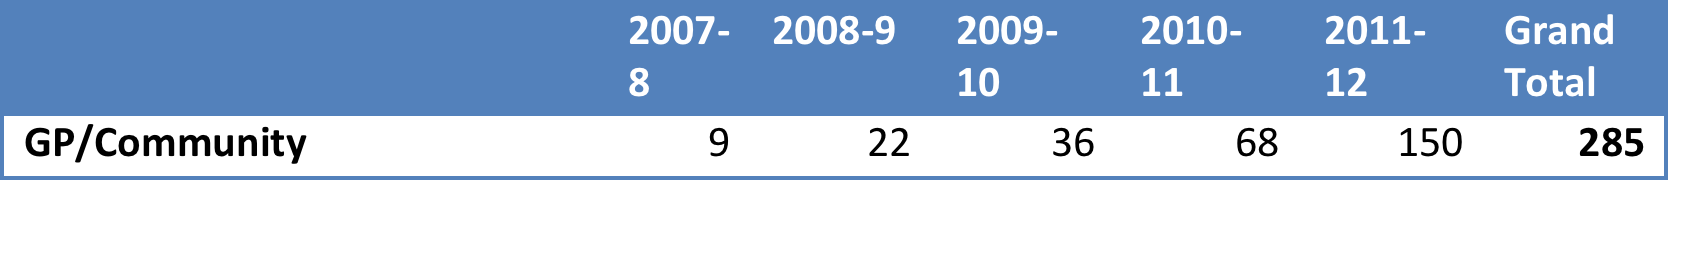 2007- 2008-9 2009- 2010- 2011- Grand
8 10 11 12 Total
GP/Community 9 22 36 68 150 285